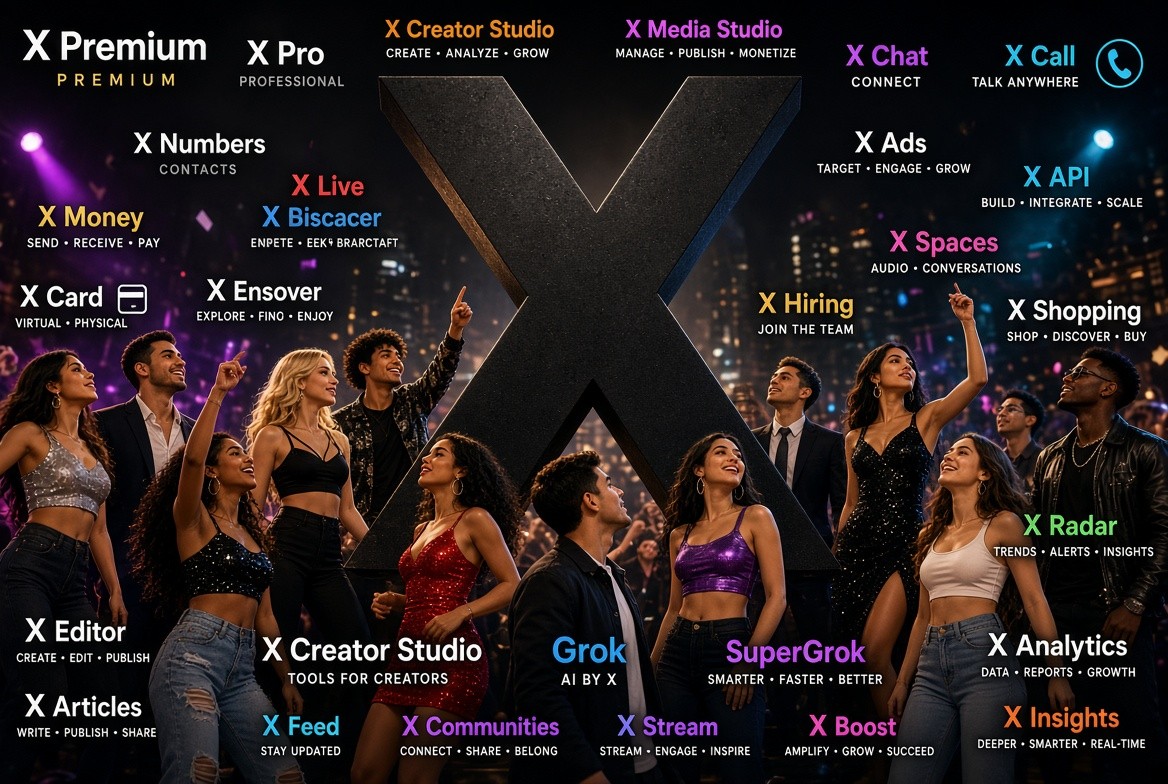 X Premium
PREMIUM
X Pro
PROFESSIONAL
X Creator Studio
CREATE • ANALYZE • GROW
X Media Studio
MANAGE • PUBLISH • MONETIZE
X Chat
CONNECT
X Call
TALK ANYWHERE
X Numbers
CONTACTS
X Ads
TARGET • ENGAGE • GROW
X Live
X Biscacer
ENPETE • EEK
X API
BUILD • INTEGRATE • SCALE
X Money
SEND • RECEIVE • PAY
X Spaces
AUDIO • CONVERSATIONS
X Card
VIRTUAL • PHYSICAL
X Ensover
EXPLORE • FINO • ENJOY
X Hiring
JOIN THE TEAM
X Shopping
SHOP • DISCOVER • BUY
X
X Radar
TRENDS • ALERTS • INSIGHTS
X Editor
CREATE • EDIT • PUBLISH
X Creator Studio
TOOLS FOR CREATORS
Grok
AI BY X
SuperGrok
SMARTER • FASTER • BETTER
X Analytics
DATA • REPORTS • GROWTH
X Articles
WRITE • PUBLISH • SHARE
X Feed
STAY UPDATED
X Communities
CONNECT • SHARE • BELONG
X Stream
STREAM • ENGAGE • INSPIRE
X Boost
AMPLIFY • GROW • SUCCEED
X Insights
DEEPER • SMARTER • REAL-TIME